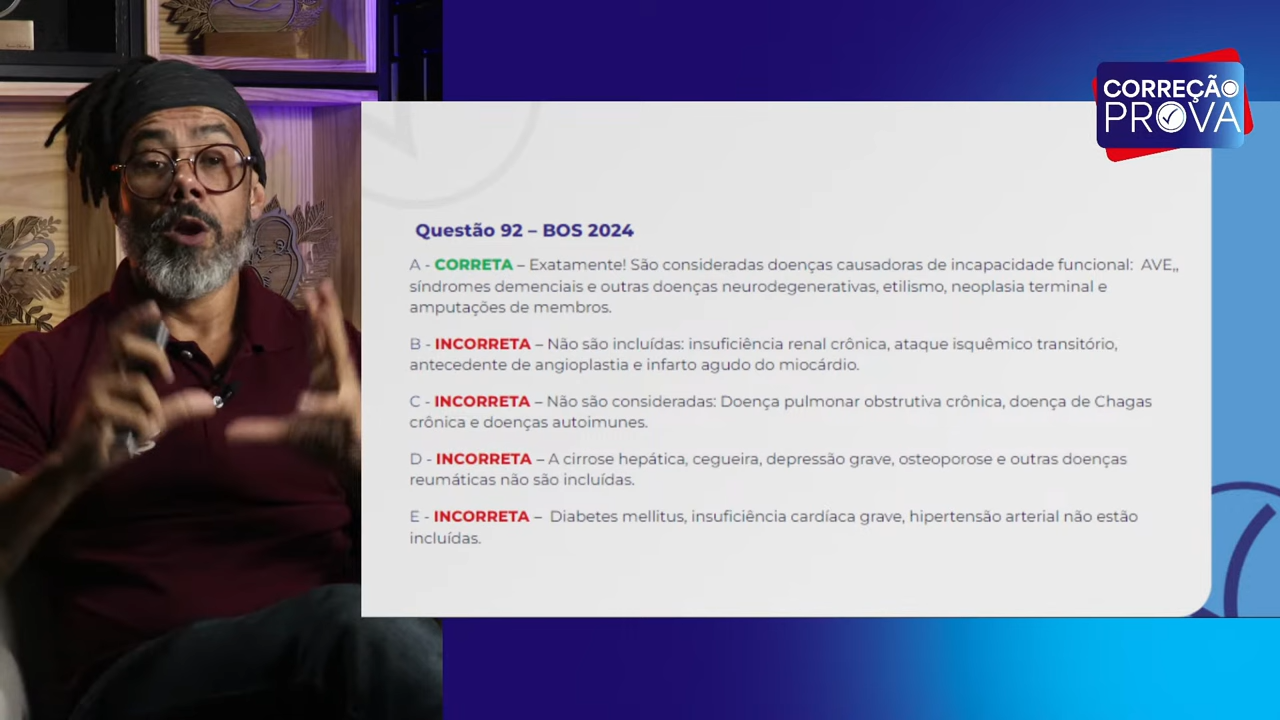 CORREÇÃO
PROVA
Questão 92 – BOS 2024
A - CORRETA – Exatamente! São consideradas doenças causadoras de incapacidade funcional:  AVE,,
síndromes demenciais e outras doenças neurodegenerativas, etilismo, neoplasia terminal e
amputações de membros.
B - INCORRETA – Não são incluídas: insuficiência renal crônica, ataque isquêmico transitório,
antecedente de angioplastia e infarto agudo do miocárdio.
C - INCORRETA – Não são consideradas: Doença pulmonar obstrutiva crônica, doença de Chagas
crônica e doenças autoimunes.
D - INCORRETA – A cirrose hepática, cegueira, depressão grave, osteoporose e outras doenças
reumáticas não são incluídas.
E - INCORRETA –  Diabetes mellitus, insuficiência cardíaca grave, hipertensão arterial não estão
incluídas.